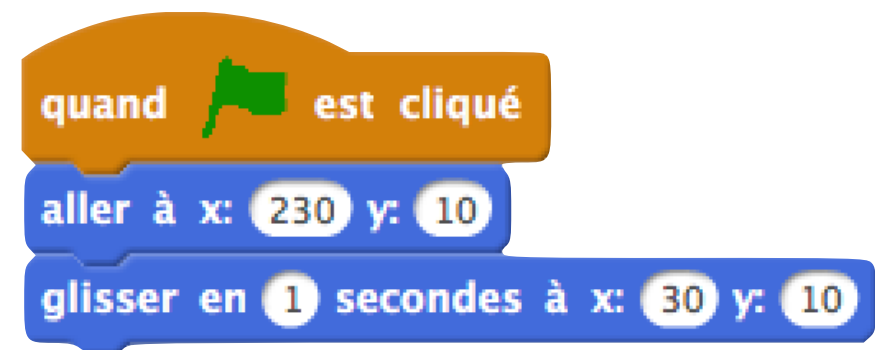 quand est cliqué
aller à x: 230 y: 10
glisser en 1 secondes à x: 30 y: 10